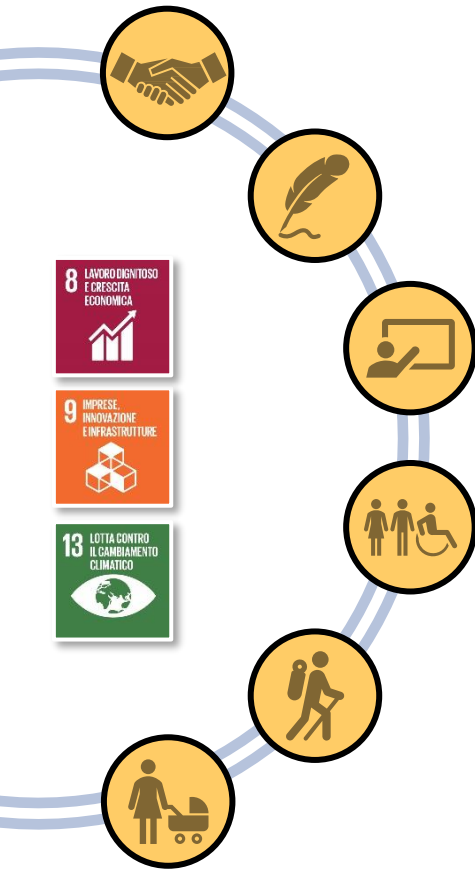 8 LAVORO DIGNITOSO
E CRESCITA
ECONOMICA
9 IMPRESE,
INNOVAZIONE
E INFRASTRUTTURE
13 LOTTA CONTRO
IL CAMBIAMENTO
CLIMATICO